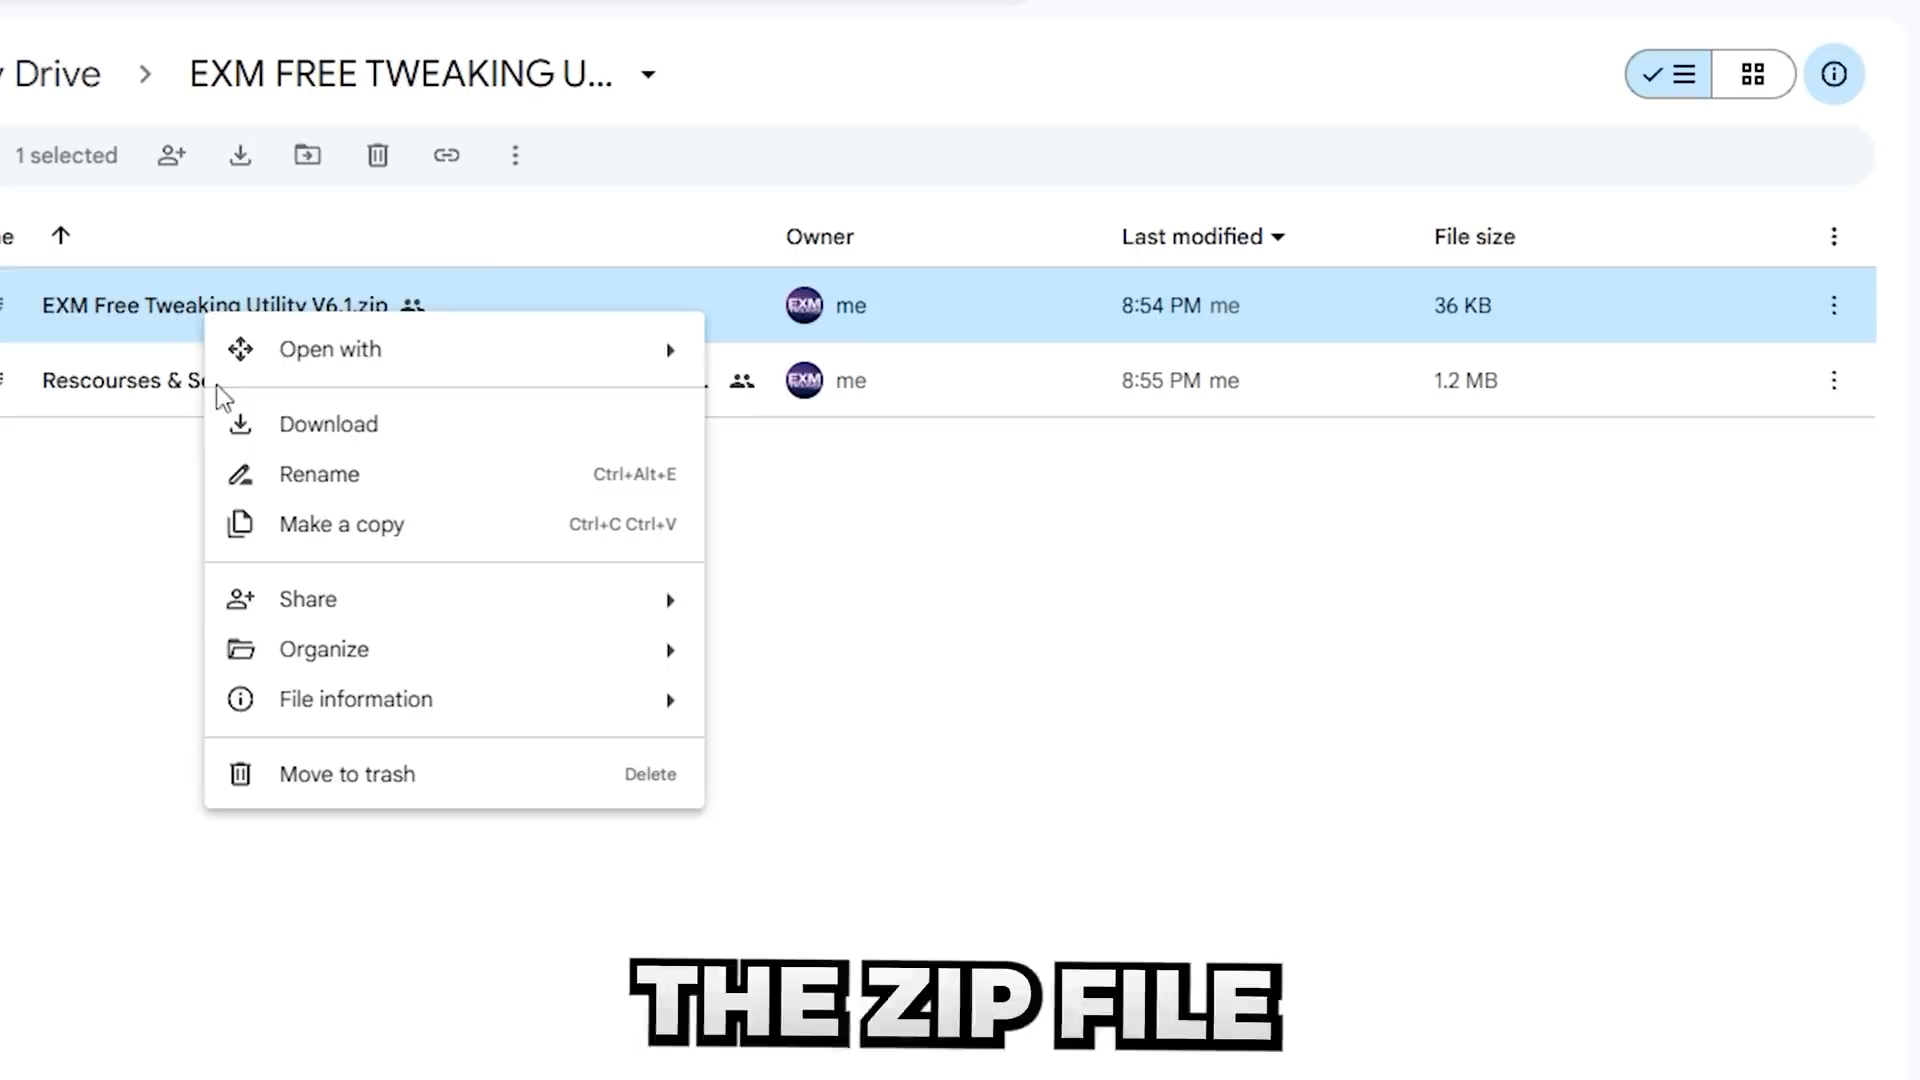 Drive > EXM FREE TWEAKING U...
1 selected
Owner Last modified File size
EXM Free Tweaking Utility V6.1.zip EXM me 8:54 PM me 36 KB
Rescourses & S EXM me 8:55 PM me 1.2 MB
Open with
Download
Rename Ctrl+Alt+E
Make a copy Ctrl+C Ctrl+V
Share
Organize
File information
Move to trash Delete
THE ZIP FILE